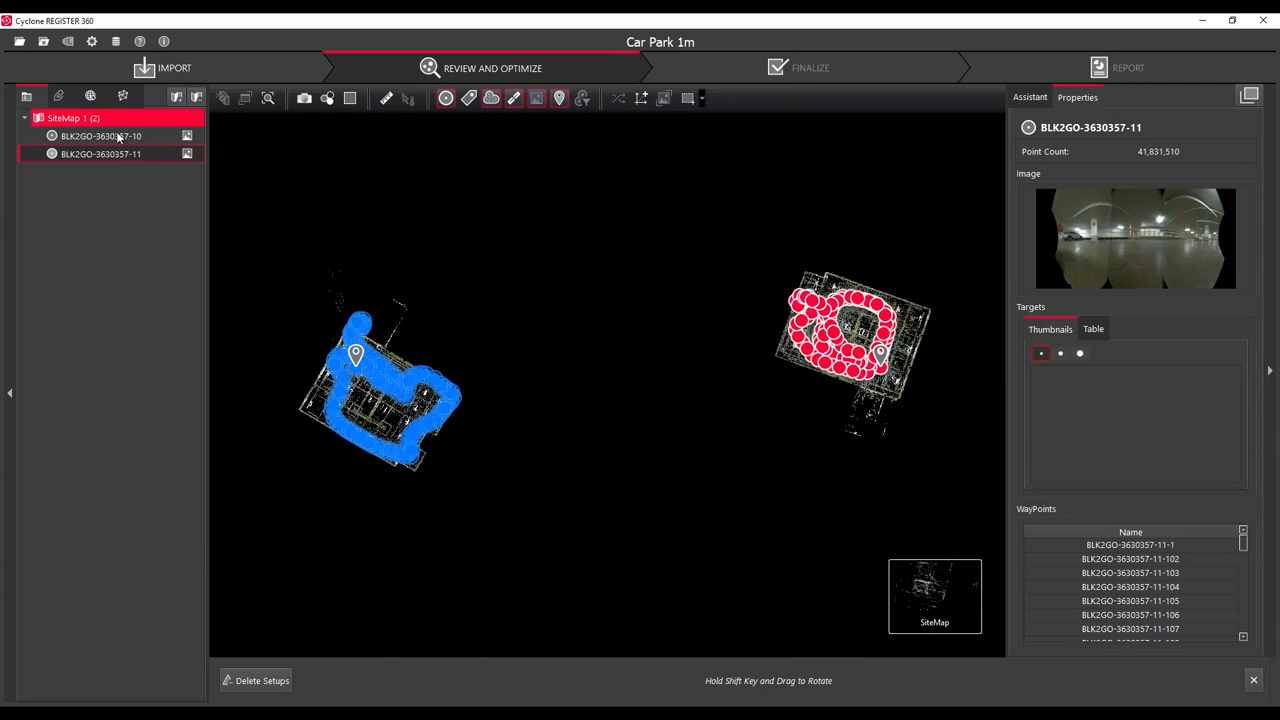 Cyclone REGISTER 360
Car Park 1m
IMPORT
REVIEW AND OPTIMIZE
FINALIZE
REPORT
SiteMap 1 (2)
BLK2GO-3630357-10
BLK2GO-3630357-11
Assistant
Properties
BLK2GO-3630357-11
Point Count:
41,831,510
Image
Targets
Thumbnails
Table
WayPoints
Name
BLK2GO-3630357-11-1
BLK2GO-3630357-11-102
BLK2GO-3630357-11-103
BLK2GO-3630357-11-104
BLK2GO-3630357-11-105
BLK2GO-3630357-11-106
BLK2GO-3630357-11-107
SiteMap
Delete Setups
Hold Shift Key and Drag to Rotate